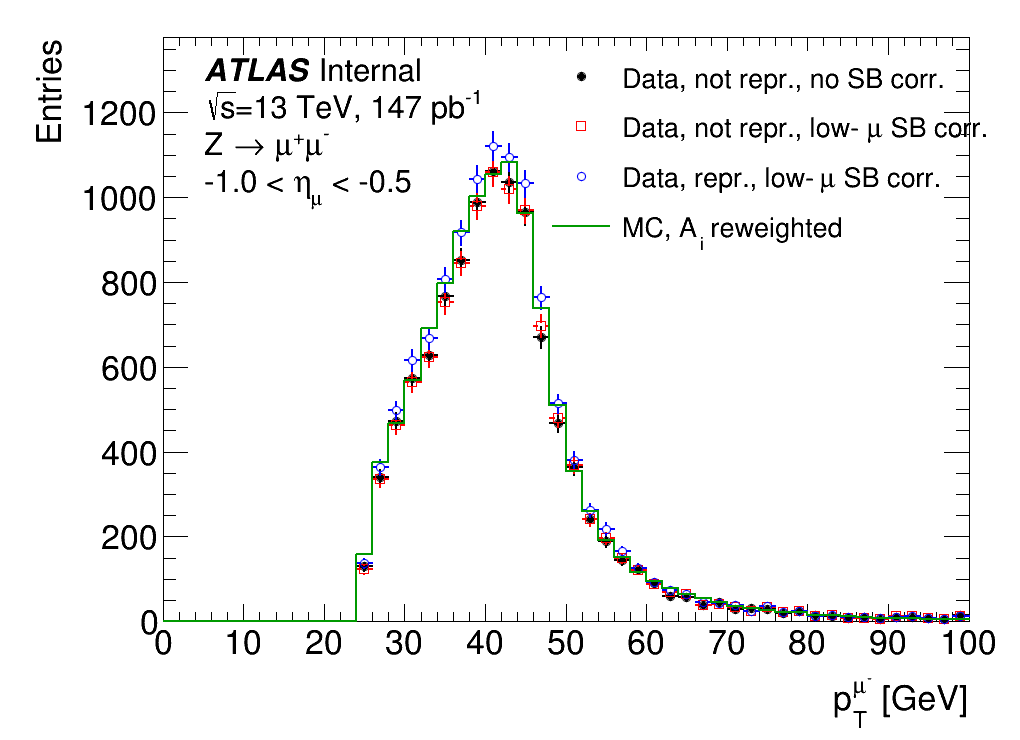 Entries
ATLAS Internal
√s=13 TeV, 147 pb⁻¹
Z → μ⁺μ⁻
-1.0 < η_μ < -0.5
Data, not repr., no SB corr.
Data, not repr., low- μ SB corr.
Data, repr., low- μ SB corr.
MC, A_i reweighted
1200
1000
800
600
400
200
0
0 10 20 30 40 50 60 70 80 90 100
p_T^μ⁻ [GeV]